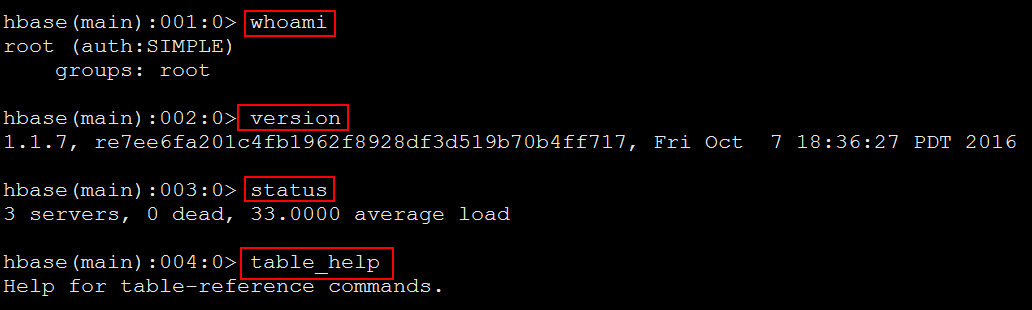 hbase(main):001:0> whoami
root (auth:SIMPLE)
    groups: root
hbase(main):002:0> version
1.1.7, re7ee6fa201c4fb1962f8928df3d519b70b4ff717, Fri Oct  7 18:36:27 PDT 2016
hbase(main):003:0> status
3 servers, 0 dead, 33.0000 average load
hbase(main):004:0> table_help
Help for table-reference commands.